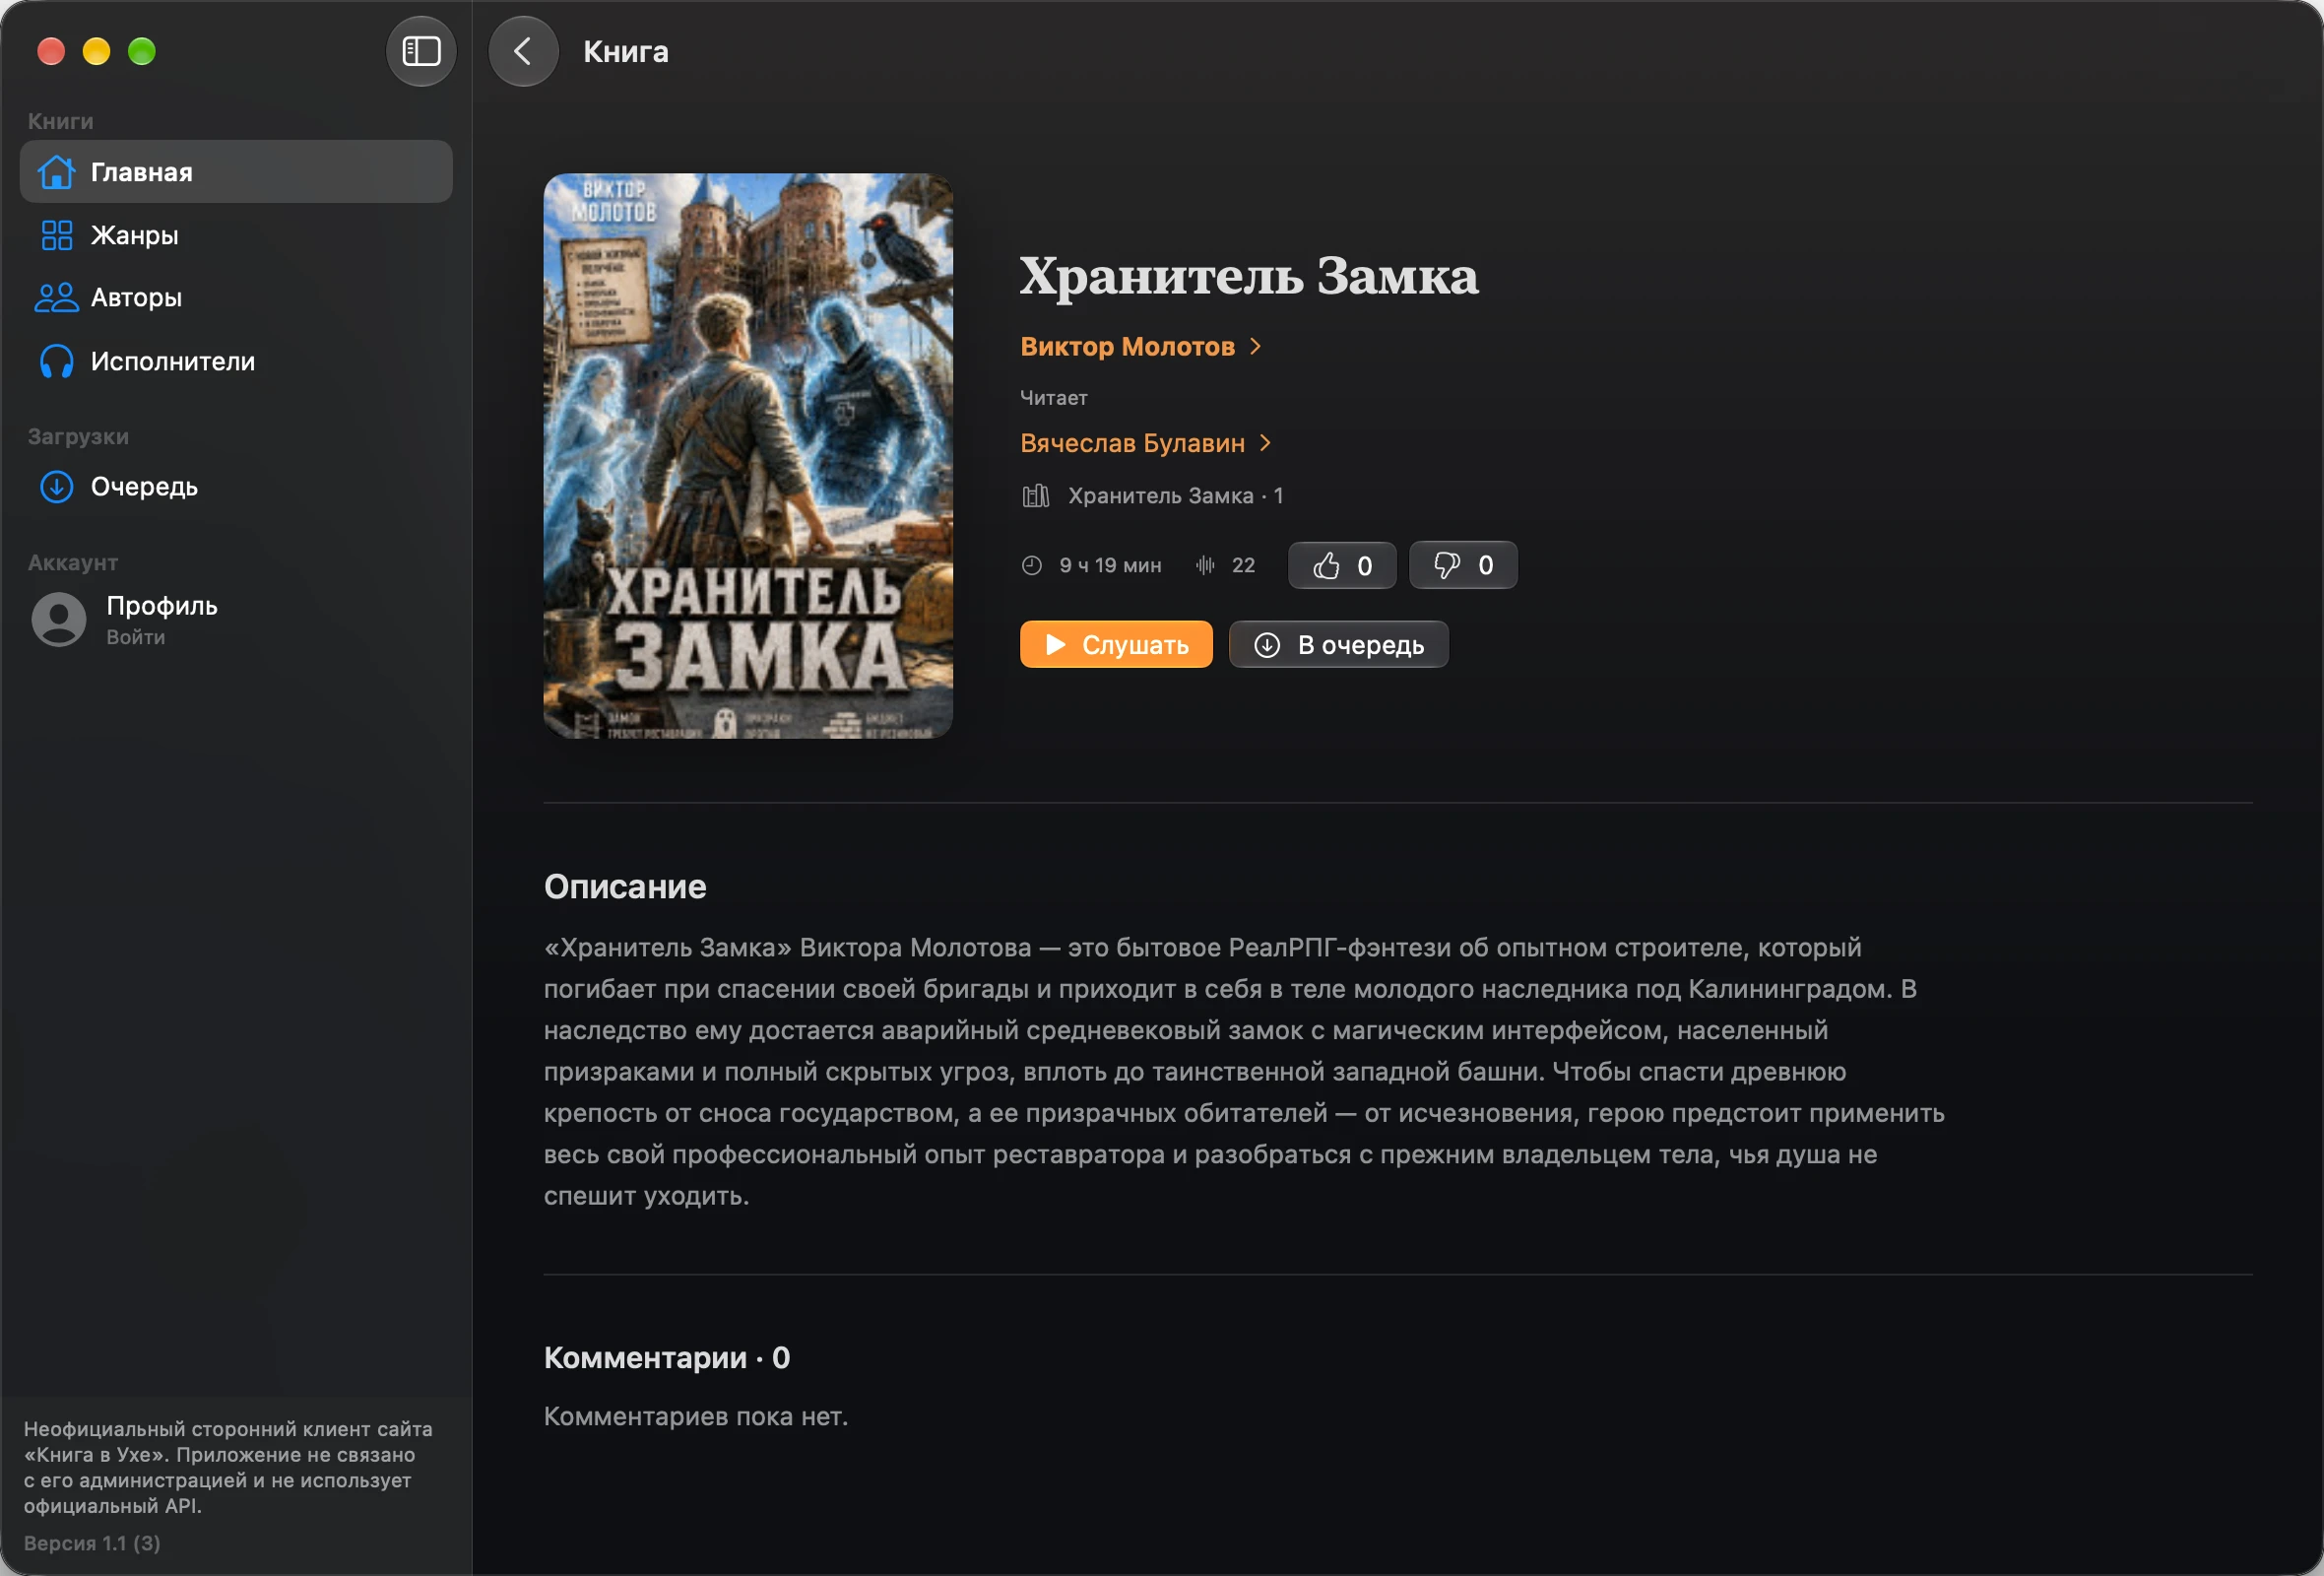 Книга
Книги
Главная
Жанры
Авторы
Исполнители
Загрузки
Очередь
Аккаунт
Профиль
Войти
Неофициальный сторонний клиент сайта
«Книга в Ухе». Приложение не связано
с его администрацией и не использует
официальный API.
Версия 1.1 (3)
ВИКТОР
МОЛОТОВ
ХРАНИТЕЛЬ
ЗАМКА
Хранитель Замка
Виктор Молотов
Читает
Вячеслав Булавин
Хранитель Замка · 1
9 ч 19 мин 22 0 0
Слушать В очередь
Описание
«Хранитель Замка» Виктора Молотова — это бытовое РеалРПГ-фэнтези об опытном строителе, который
погибает при спасении своей бригады и приходит в себя в теле молодого наследника под Калининградом. В
наследство ему достается аварийный средневековый замок с магическим интерфейсом, населенный
призраками и полный скрытых угроз, вплоть до таинственной западной башни. Чтобы спасти древнюю
крепость от сноса государством, а ее призрачных обитателей — от исчезновения, герою предстоит применить
весь свой профессиональный опыт реставратора и разобраться с прежним владельцем тела, чья душа не
спешит уходить.
Комментарии · 0
Комментариев пока нет.